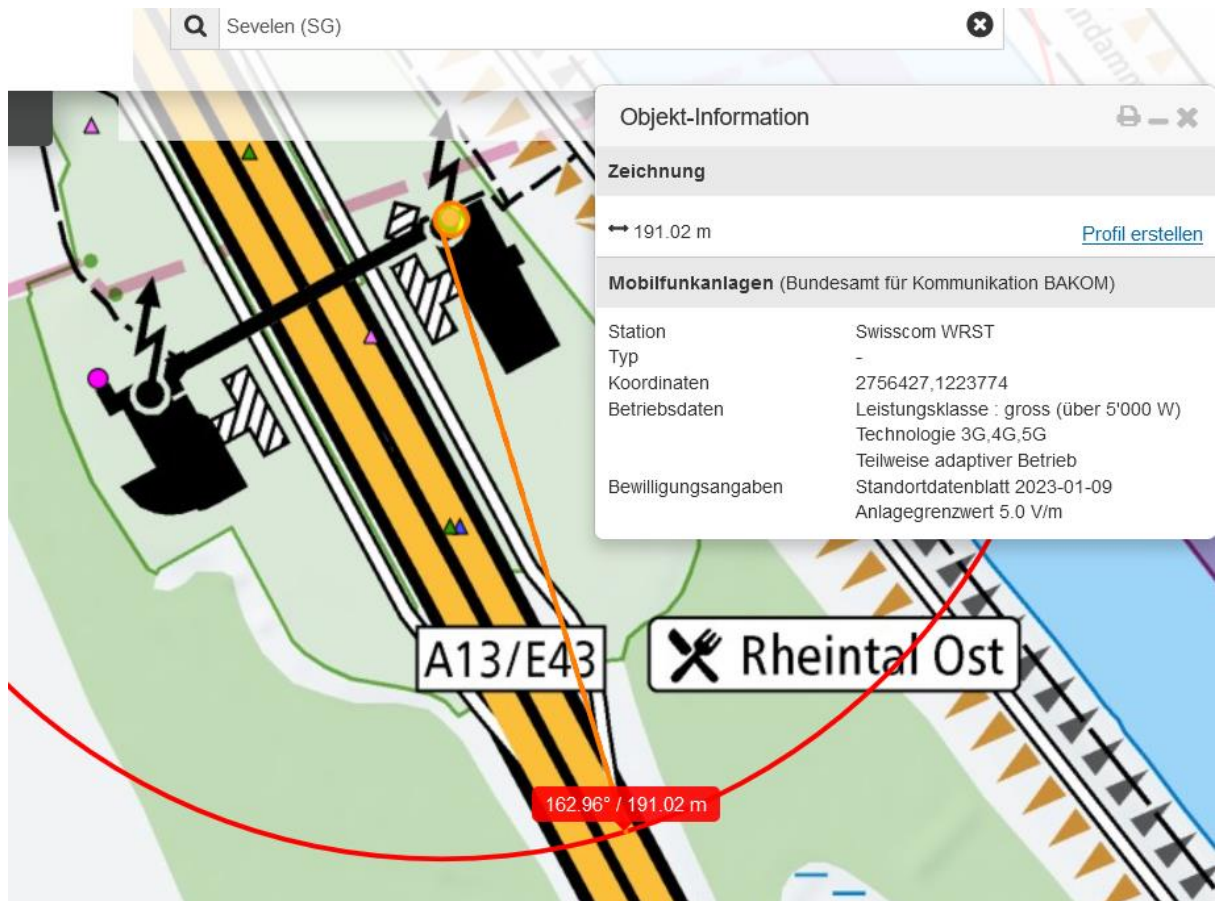 Sevelen (SG)
Objekt-Information
Zeichnung
191.02 m
Profil erstellen
Mobilfunkanlagen (Bundesamt für Kommunikation BAKOM)
Station Swisscom WRST
Typ -
Koordinaten 2756427,1223774
Betriebsdaten Leistungsklasse : gross (über 5'000 W)
Technologie 3G,4G,5G
Teilweise adaptiver Betrieb
Bewilligungsangaben Standortdatenblatt 2023-01-09
Anlagegrenzwert 5.0 V/m
A13/E43
Rheintal Ost
162.96° / 191.02 m